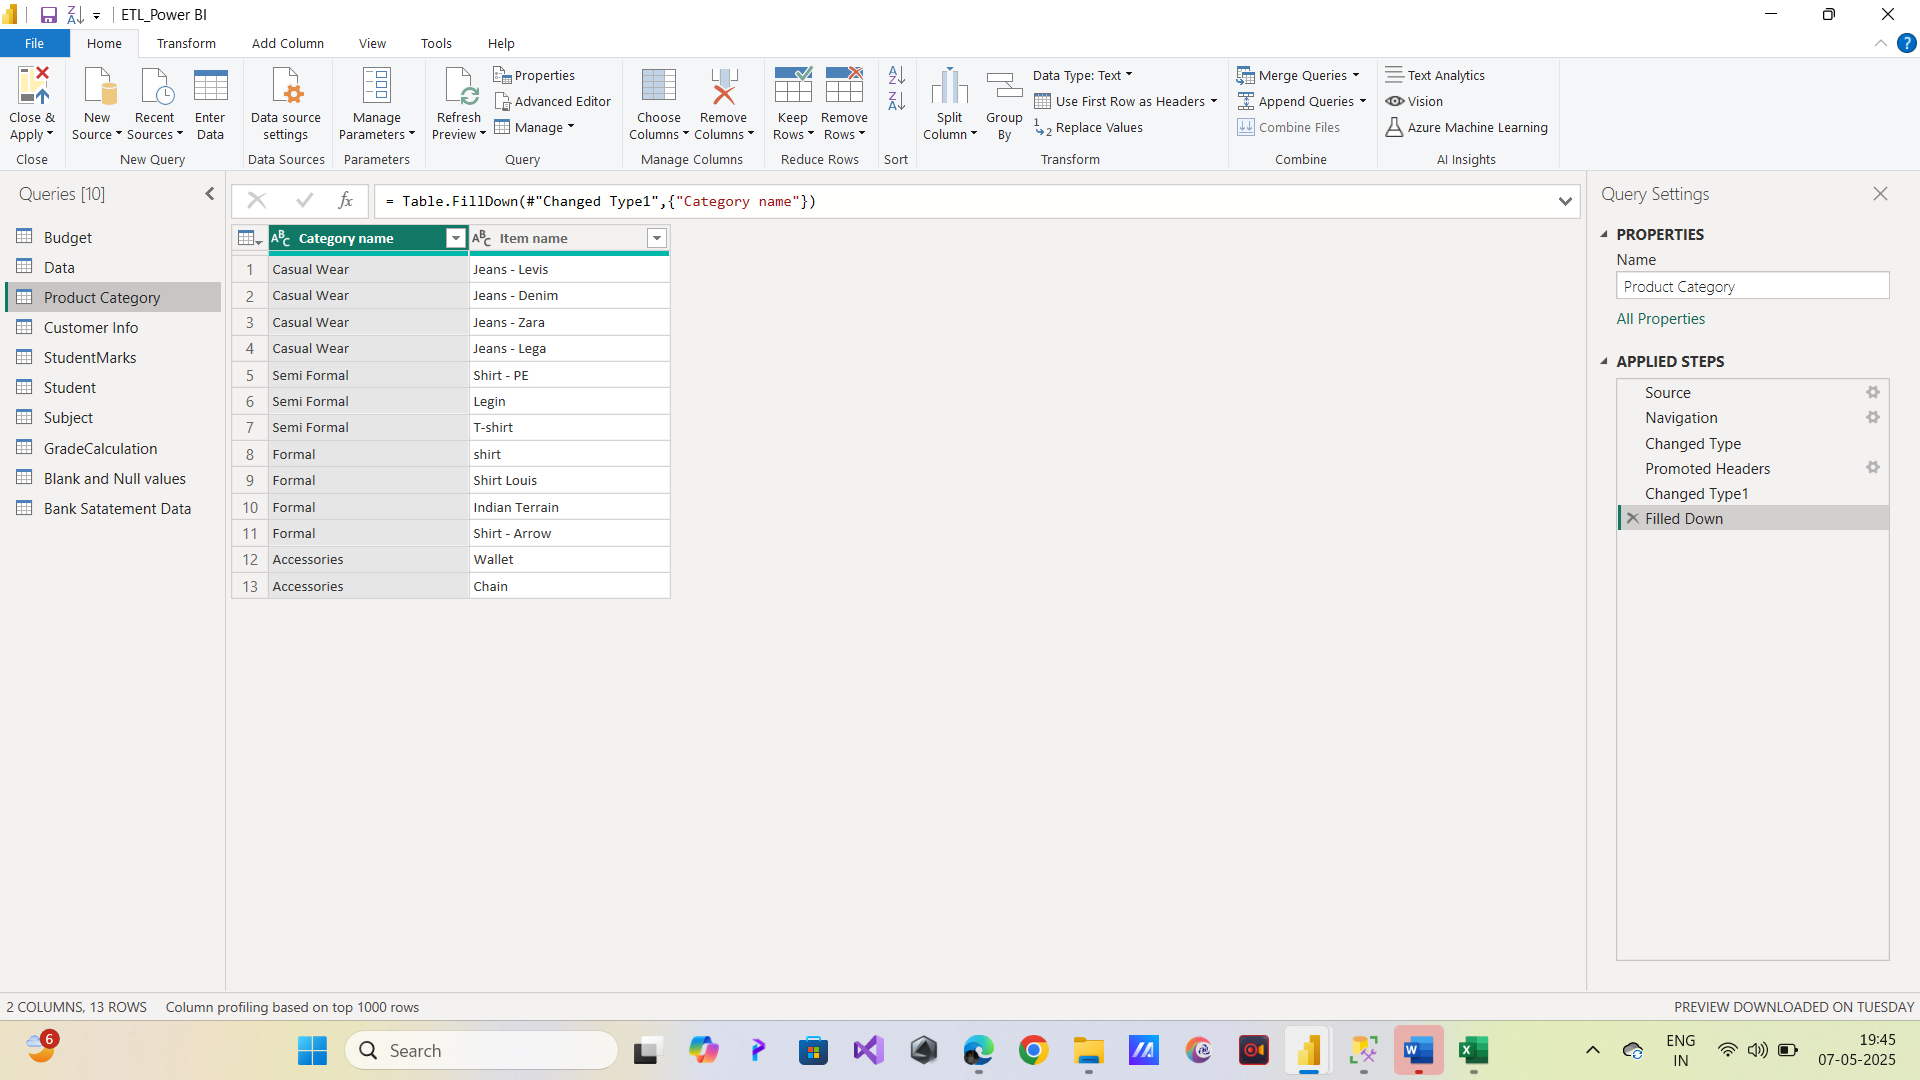 ETL_Power BI
File Home Transform Add Column View Tools Help
Close & Apply
New Source
Recent Sources
Enter Data
Data source settings
Manage Parameters
Refresh Preview
Properties
Advanced Editor
Manage
Choose Columns
Remove Columns
Keep Rows
Remove Rows
Split Column
Group By
Data Type: Text
Use First Row as Headers
Replace Values
Merge Queries
Append Queries
Combine Files
Text Analytics
Vision
Azure Machine Learning
Close New Query Data Sources Parameters Query Manage Columns Reduce Rows Sort Transform Combine AI Insights
Queries [10]
Budget
Data
Product Category
Customer Info
StudentMarks
Student
Subject
GradeCalculation
Blank and Null values
Bank Satatement Data
fx = Table.FillDown(#"Changed Type1",{"Category name"})
ABC Category name ABC Item name
1 Casual Wear Jeans - Levis
2 Casual Wear Jeans - Denim
3 Casual Wear Jeans - Zara
4 Casual Wear Jeans - Lega
5 Semi Formal Shirt - PE
6 Semi Formal Legin
7 Semi Formal T-shirt
8 Formal shirt
9 Formal Shirt Louis
10 Formal Indian Terrain
11 Formal Shirt - Arrow
12 Accessories Wallet
13 Accessories Chain
Query Settings
PROPERTIES
Name
Product Category
All Properties
APPLIED STEPS
Source
Navigation
Changed Type
Promoted Headers
Changed Type1
Filled Down
2 COLUMNS, 13 ROWS Column profiling based on top 1000 rows PREVIEW DOWNLOADED ON TUESDAY
6
Search
ENG
IN
19:45
07-05-2025